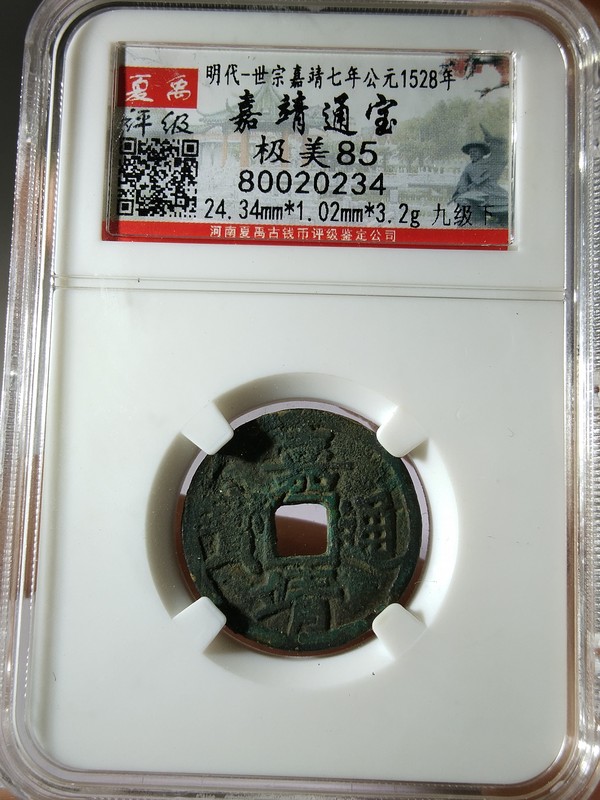 夏禹
评级
明代-世宗嘉靖七年公元1528年
嘉靖通宝
极美85
80020234
24.34mm*1.02mm*3.2g 九级下
河南夏禹古钱币评级鉴定公司
嘉
靖
通